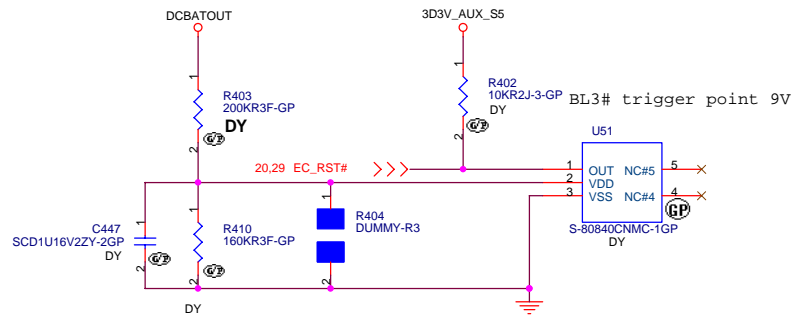 DCBATOUT
3D3V_AUX_S5
1
R403
200KR3F-GP
DY
G/P
2
1
R402
10KR2J-3-GP
DY
G/P
2
BL3# trigger point 9V
U51
20,29 EC_RST#
1 OUT NC#5 5
2 VDD
3 VSS NC#4 4
GP
S-80840CNMC-1GP
DY
1
C447
SCD1U16V2ZY-2GP
DY
2
G/P
1
R410
160KR3F-GP
G/P
2
DY
1
R404
DUMMY-R3
2